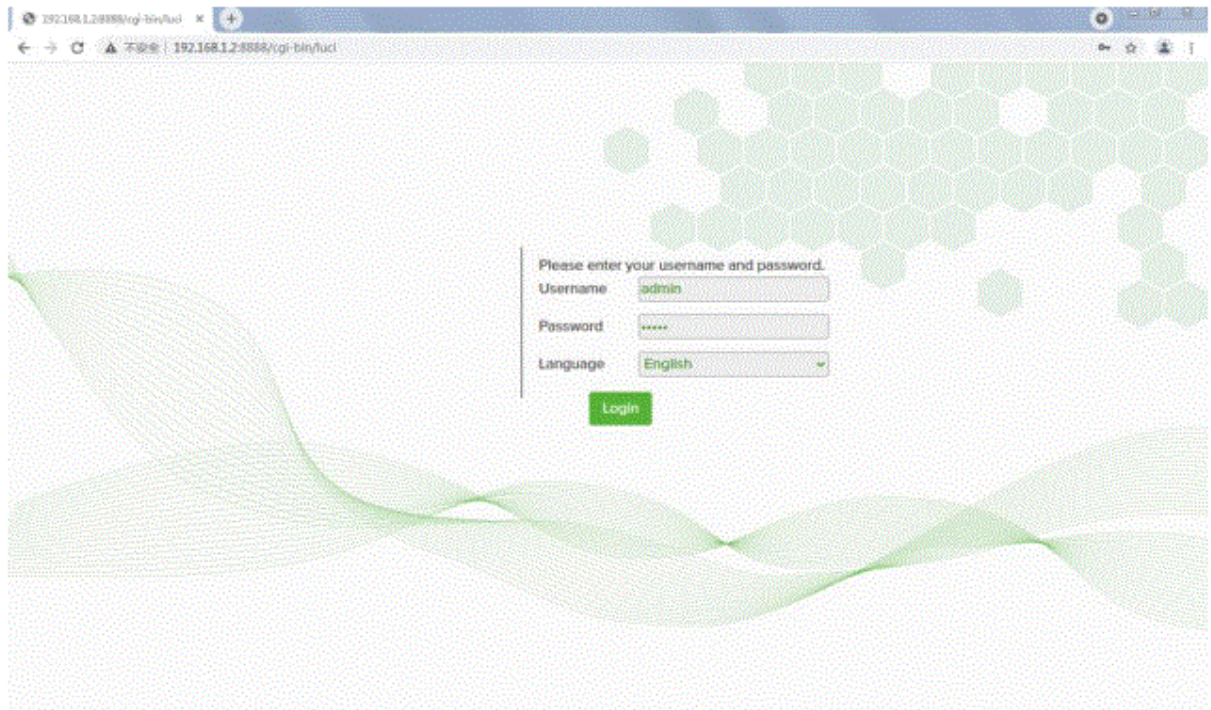 192.168.1.2:8888/cgi-bin/luci
不安全 | 192.168.1.2:8888/cgi-bin/luci
Please enter your username and password.
Username admin
Password •••••
Language English
Login